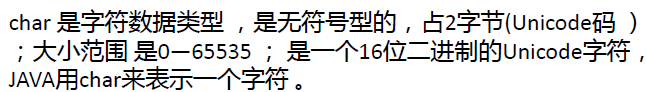 char 是字符数据类型 ，是无符号型的，占2字节(Unicode码 ）
；大小范围 是0—65535 ；是一个16位二进制的Unicode字符，
JAVA用char来表示一个字符 。